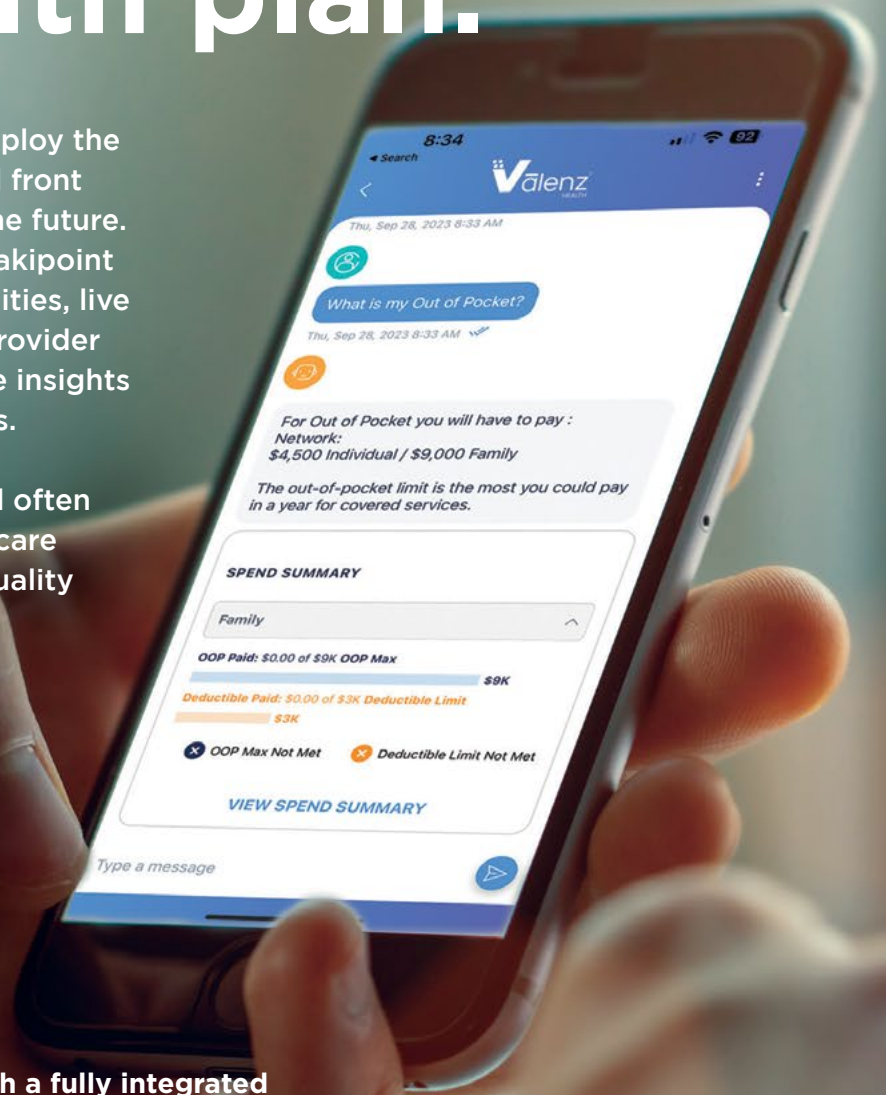 plan.
ploy the
front
ne future.
akipoint
ities, live
rovider
e insights
s.
often
care
uality
8:34
92
Search
Vālenz
HEALTH
Thu, Sep 28, 2023 8:33 AM
What is my Out of Pocket?
Thu, Sep 28, 2023 8:33 AM
For Out of Pocket you will have to pay :
Network:
$4,500 Individual / $9,000 Family
The out-of-pocket limit is the most you could pay
in a year for covered services.
SPEND SUMMARY
Family
OOP Paid: $0.00 of $9K OOP Max
$9K
Deductible Paid: $0.00 of $3K Deductible Limit
$3K
OOP Max Not Met Deductible Limit Not Met
VIEW SPEND SUMMARY
Type a message
h a fully integrated